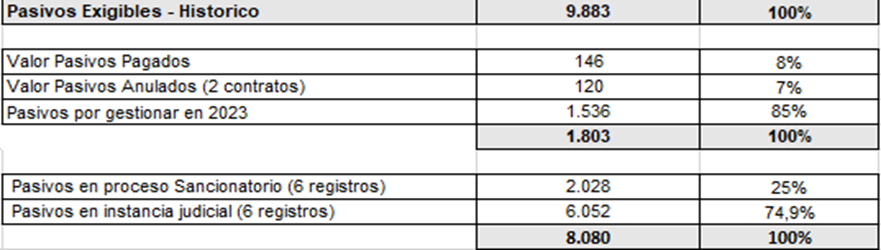 Pasivos Exigibles - Historico 9.883 100%
Valor Pasivos Pagados 146 8%
Valor Pasivos Anulados (2 contratos) 120 7%
Pasivos por gestionar en 2023 1.536 85%
1.803 100%
Pasivos en proceso Sancionatorio (6 registros) 2.028 25%
Pasivos en instancia judicial (6 registros) 6.052 74,9%
8.080 100%